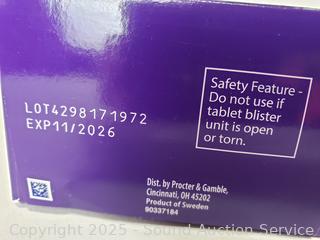 LOT4298171972
EXP11/2026
Safety Feature -
Do not use if
tablet blister
unit is open
or torn.
Dist. by Procter & Gamble,
Cincinnati, OH 45202
Product of Sweden
90337184
Copyright 2025 - Sound Auction Service